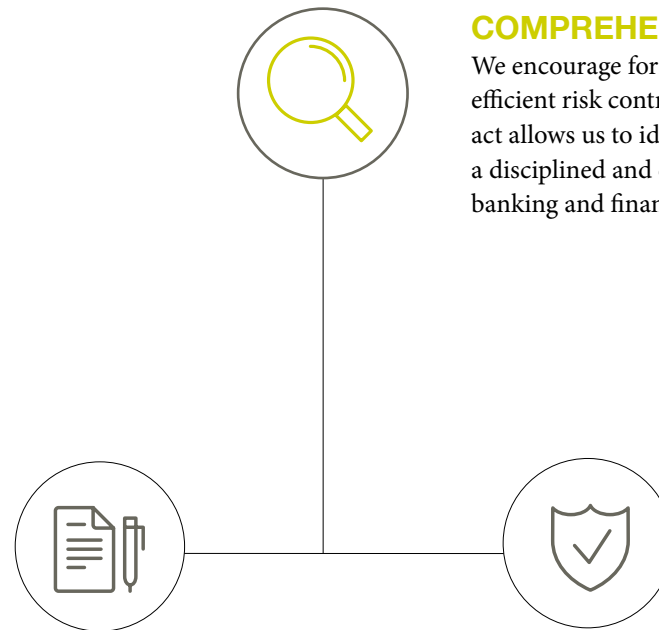 COMPREHE
We encourage for
efficient risk contr
act allows us to id
a disciplined and
banking and finan